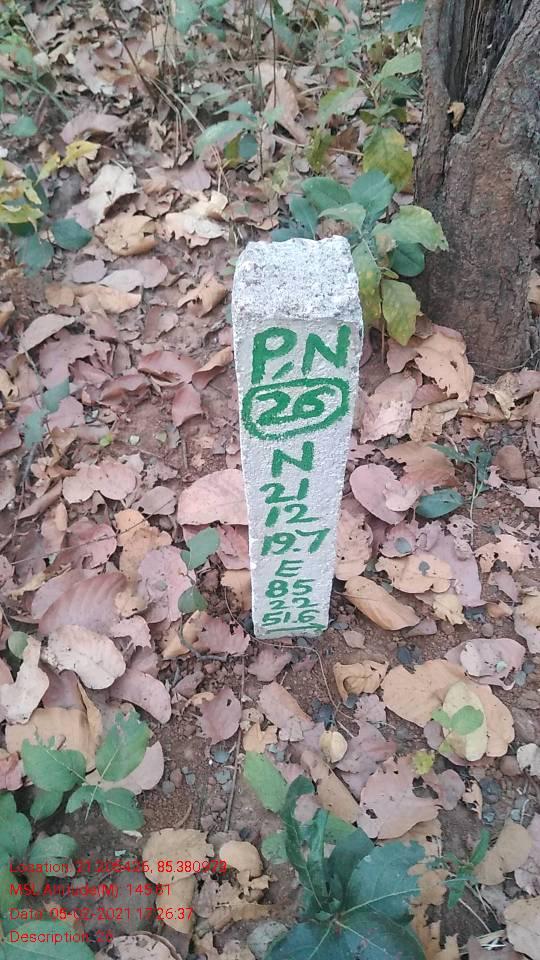 P,N
26
N
21
12
19.7
E
85
22
51.6
Location: 21.205426, 85.380973
MSL Altitude(M): 145.61
Date: 05-02-2021 17:26:37
Description: 26